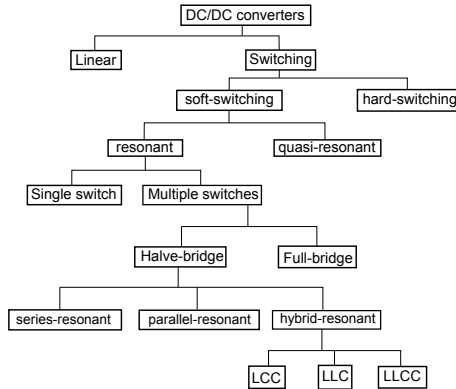 DC/DC converters
Linear
Switching
soft-switching
hard-switching
resonant
quasi-resonant
Single switch
Multiple switches
Halve-bridge
Full-bridge
series-resonant
parallel-resonant
hybrid-resonant
LCC
LLC
LLCC